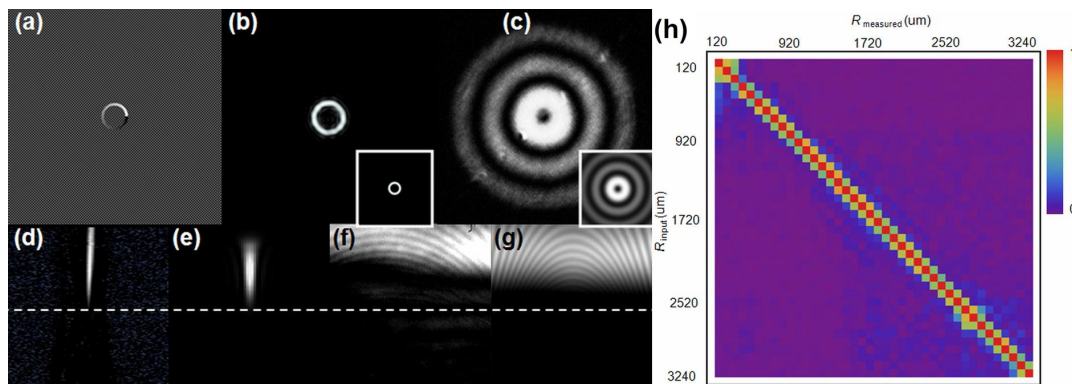 (a)
(b)
(c)
(d)
(e)
(f)
(g)
(h)
R measured (um)
120 920 1720 2520 3240
R input (um)
120
920
1720
2520
3240